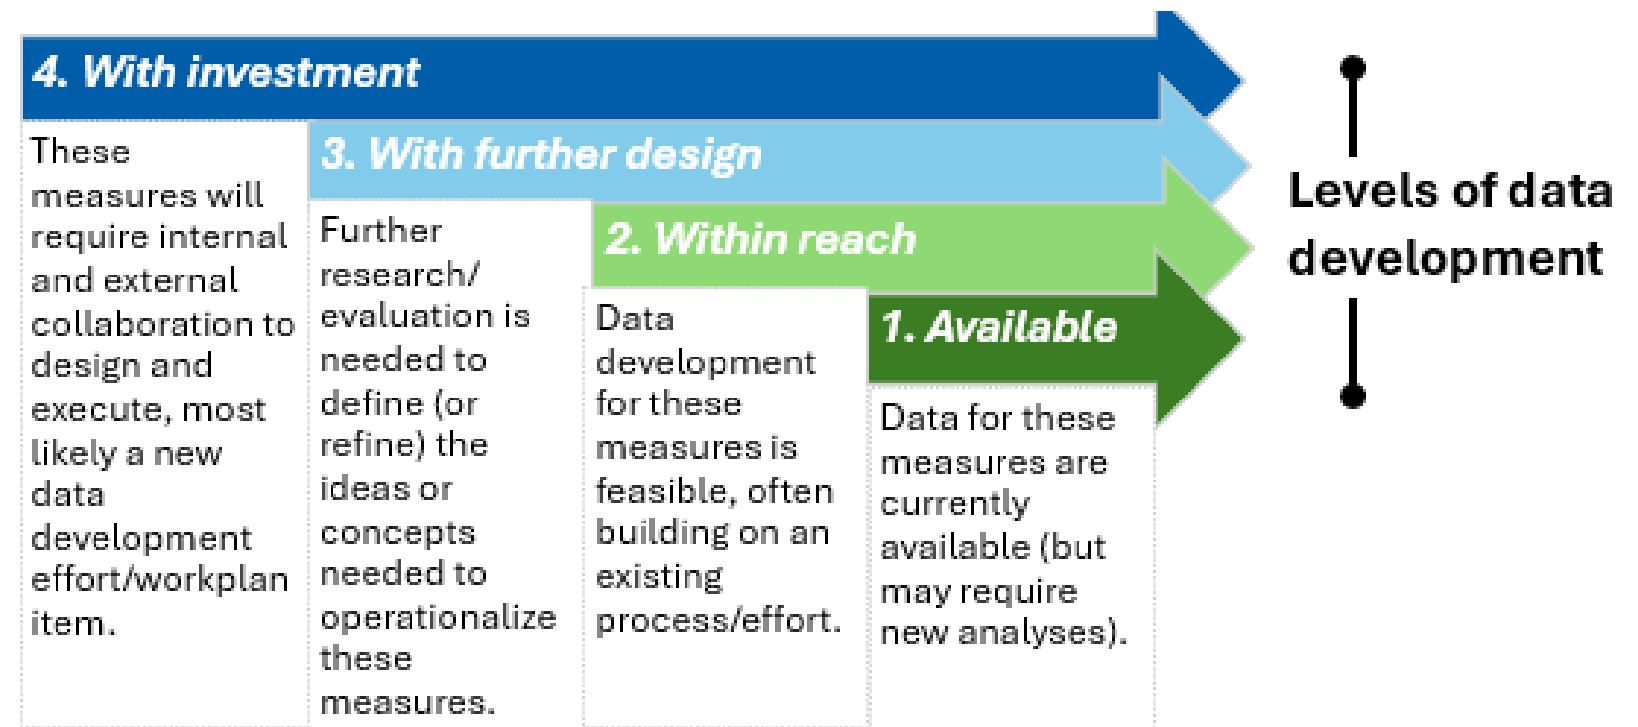 4. With investment
These
measures will
require internal
and external
collaboration to
design and
execute, most
likely a new
data
development
effort/workplan
item.
3. With further design
Further
research/
evaluation is
needed to
define (or
refine) the
ideas or
concepts
needed to
operationalize
these
measures.
2. Within reach
Data
development
for these
measures is
feasible, often
building on an
existing
process/effort.
1. Available
Data for these
measures are
currently
available (but
may require
new analyses).
Levels of data
development